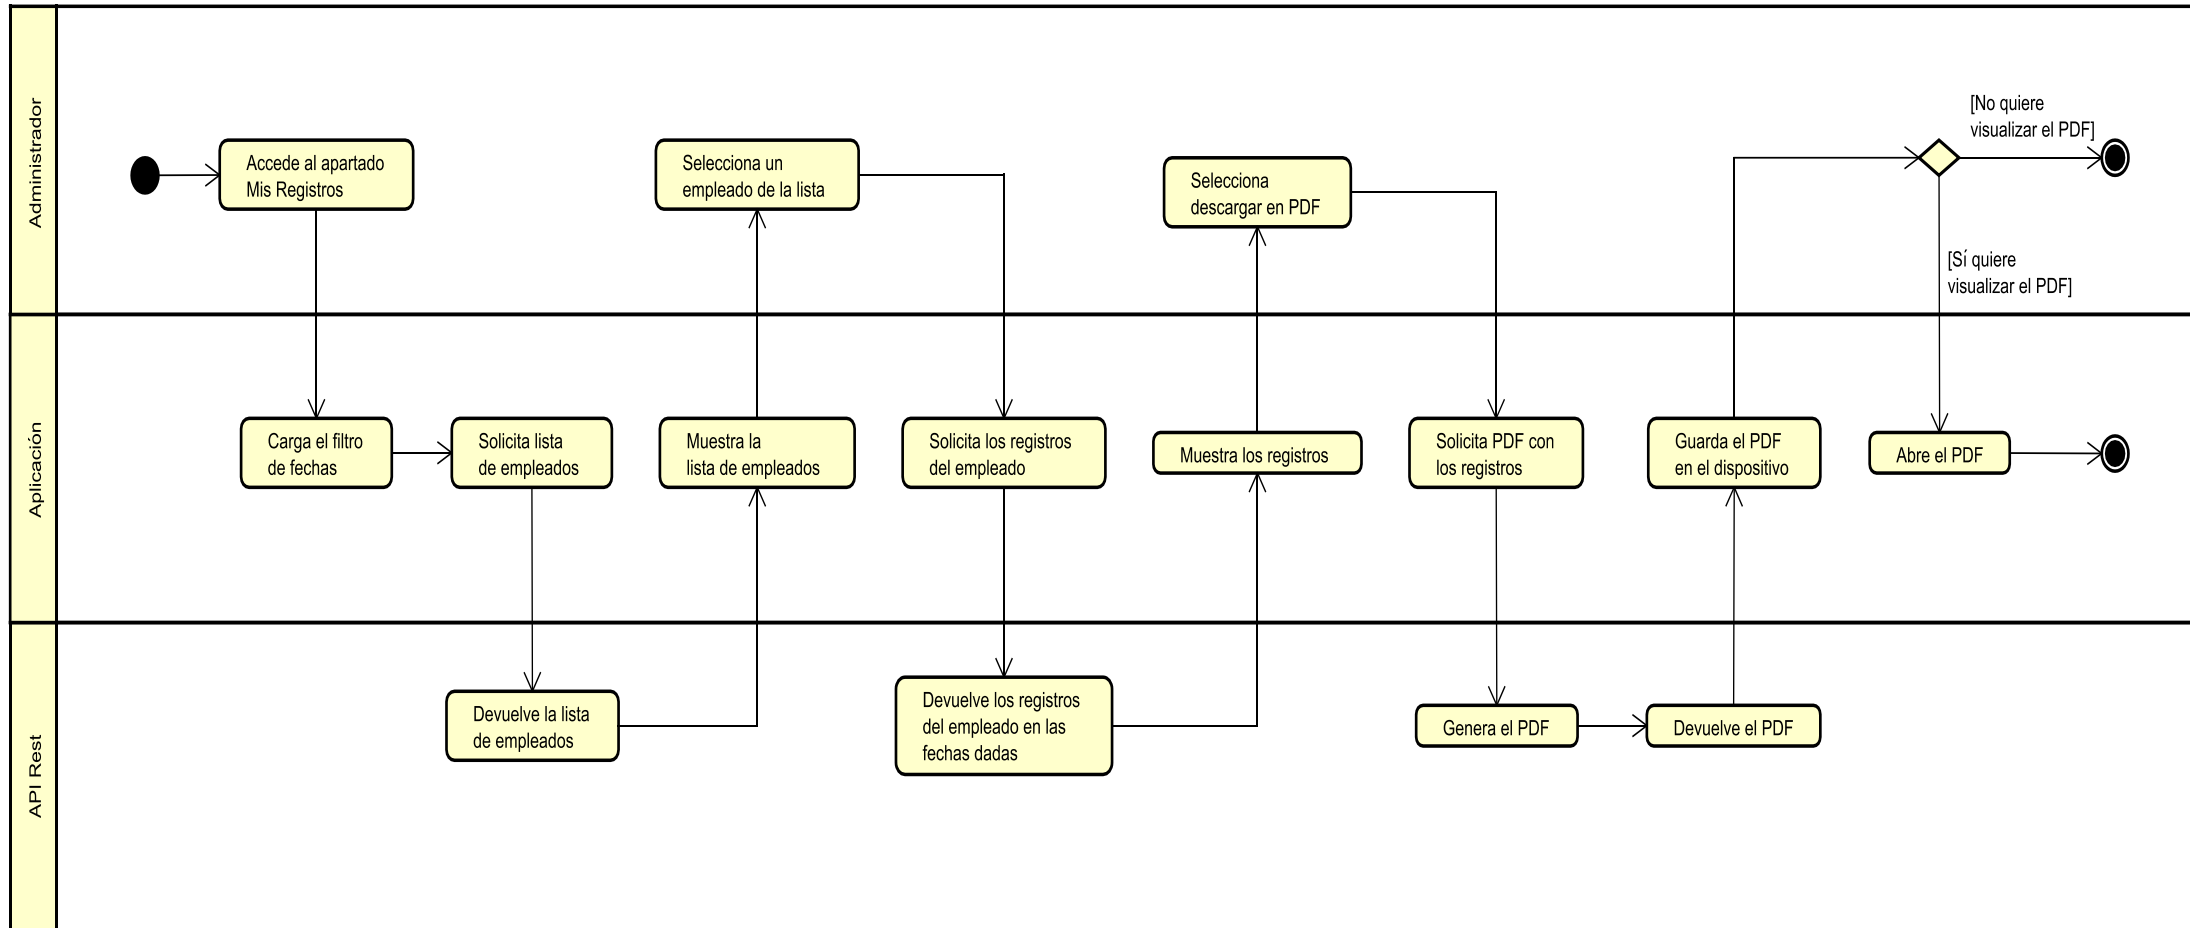 Administrador
Accede al apartado
Mis Registros
Selecciona un
empleado de la lista
Selecciona
descargar en PDF
[No quiere
visualizar el PDF]
[Sí quiere
visualizar el PDF]
Aplicación
Carga el filtro
de fechas
Solicita lista
de empleados
Muestra la
lista de empleados
Solicita los registros
del empleado
Muestra los registros
Solicita PDF con
los registros
Guarda el PDF
en el dispositivo
Abre el PDF
API Rest
Devuelve la lista
de empleados
Devuelve los registros
del empleado en las
fechas dadas
Genera el PDF
Devuelve el PDF